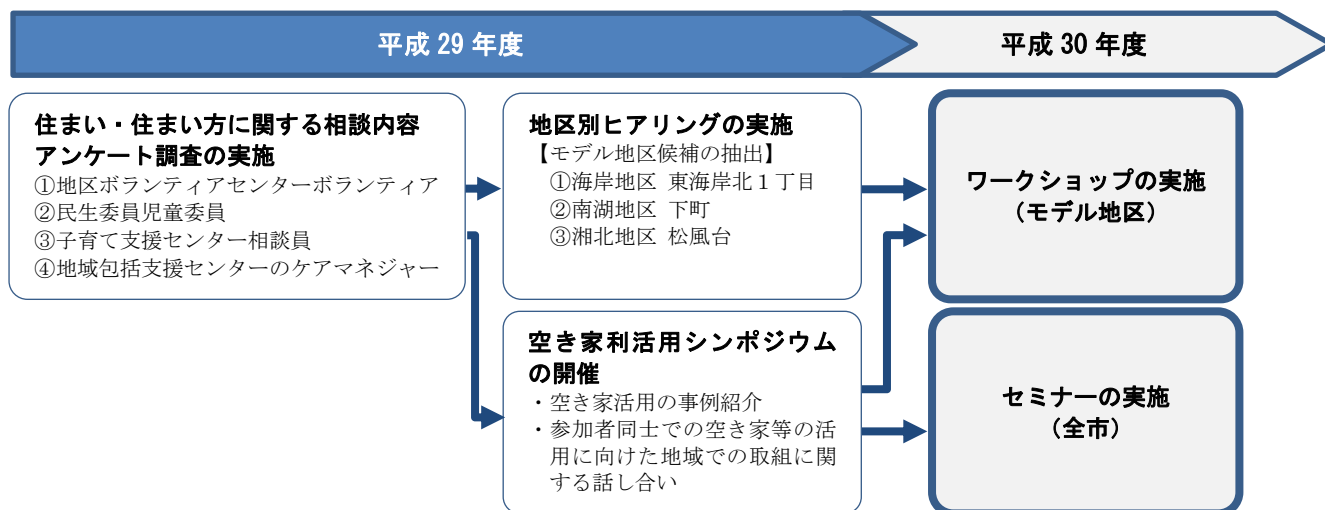 平成 29 年度
平成 30 年度
住まい・住まい方に関する相談内容
アンケート調査の実施
①地区ボランティアセンターボランティア
②民生委員児童委員
③子育て支援センター相談員
④地域包括支援センターのケアマネジャー
地区別ヒアリングの実施
【モデル地区候補の抽出】
①海岸地区 東海岸北１丁目
②南湖地区 下町
③湘北地区 松風台
空き家利活用シンポジウム
の開催
・空き家活用の事例紹介
・参加者同士での空き家等の活
用に向けた地域での取組に関
する話し合い
ワークショップの実施
（モデル地区）
セミナーの実施
（全市）